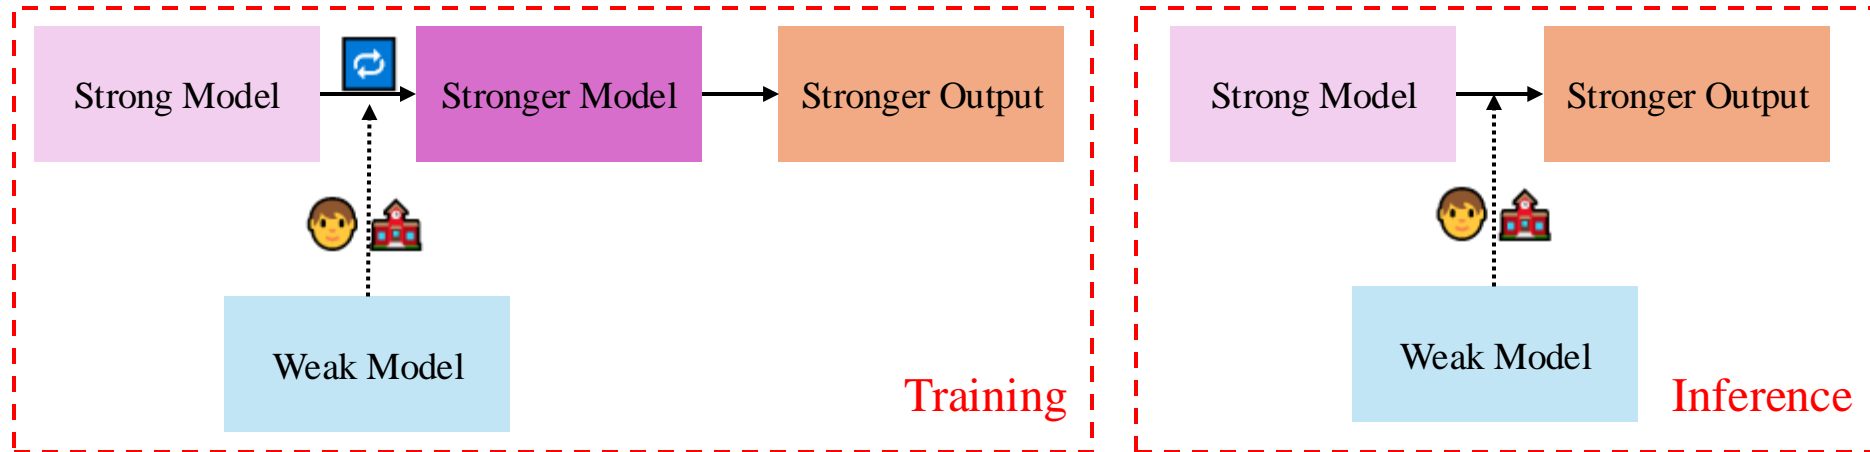 Strong Model
Stronger Model
Stronger Output
Weak Model
Training
Strong Model
Stronger Output
Weak Model
Inference